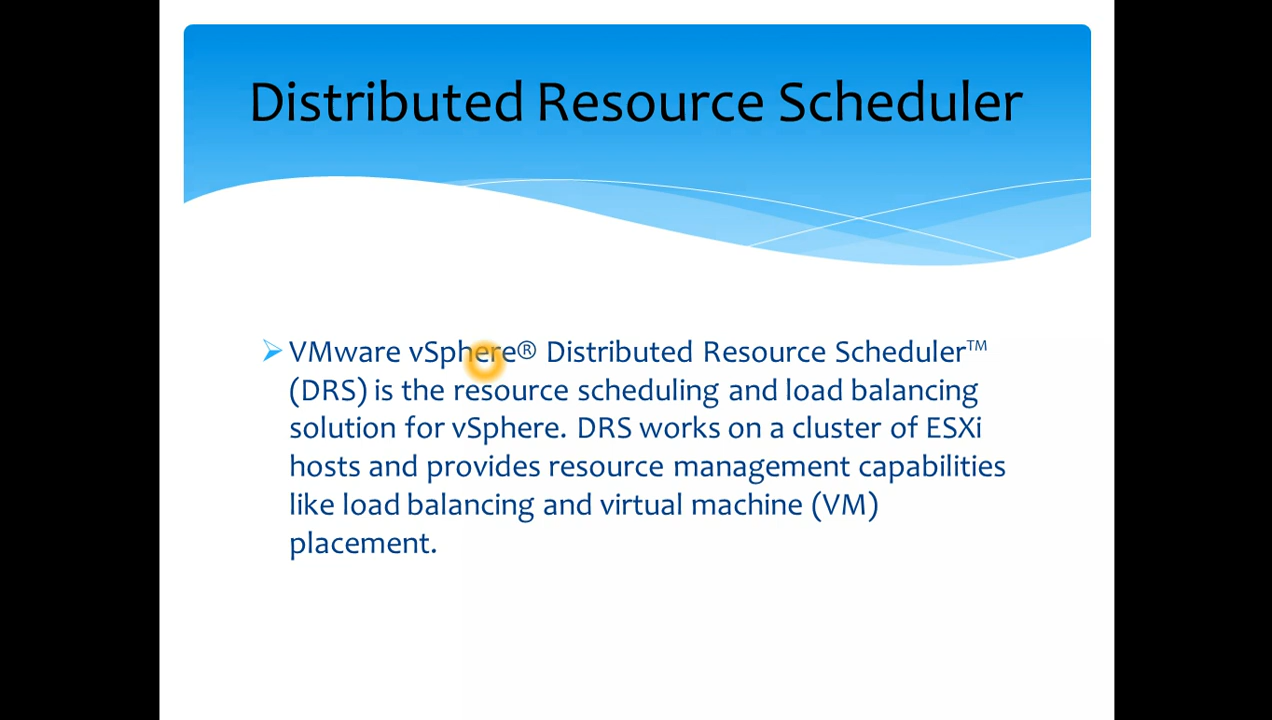 Distributed Resource Scheduler
VMware vSphere® Distributed Resource Scheduler™
(DRS) is the resource scheduling and load balancing
solution for vSphere. DRS works on a cluster of ESXi
hosts and provides resource management capabilities
like load balancing and virtual machine (VM)
placement.